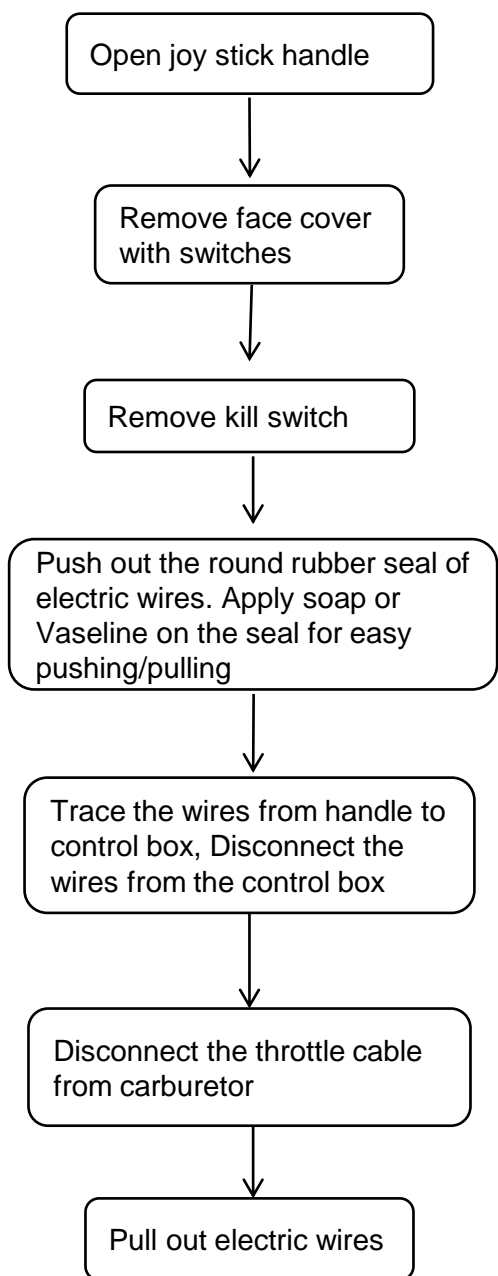 Open joy stick handle
Remove face cover
with switches
Remove kill switch
Push out the round rubber seal of
electric wires. Apply soap or
Vaseline on the seal for easy
pushing/pulling
Trace the wires from handle to
control box, Disconnect the
wires from the control box
Disconnect the throttle cable
from carburetor
Pull out electric wires